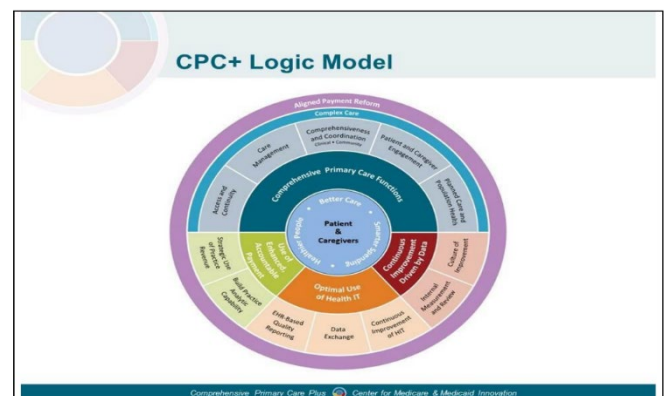 CPC+ Logic Model
Aligned Payment Reform
Complex Care
Access and
Continuity
Care
Management
Comprehensiveness
and Coordination
Clinical • Community
Patient and Caregiver
Engagement
Planned Care and
Population Health
Comprehensive Primary Care Functions
Better Care
Smarter Spending
Healthier People
Patient
&
Caregivers
Use of
Enhanced,
Accountable
Payment
Optimal Use
of Health IT
Continuous
Improvement
Driven by Data
Strategic Use
of Practice
Revenue
Build Practice
Analytic
Capability
EHR-Based
Quality
Reporting
Data
Exchange
Continuous
Improvement
of HIT
Internal
Measurement
and Review
Culture of
Improvement
Comprehensive Primary Care Plus Center for Medicare & Medicaid Innovation